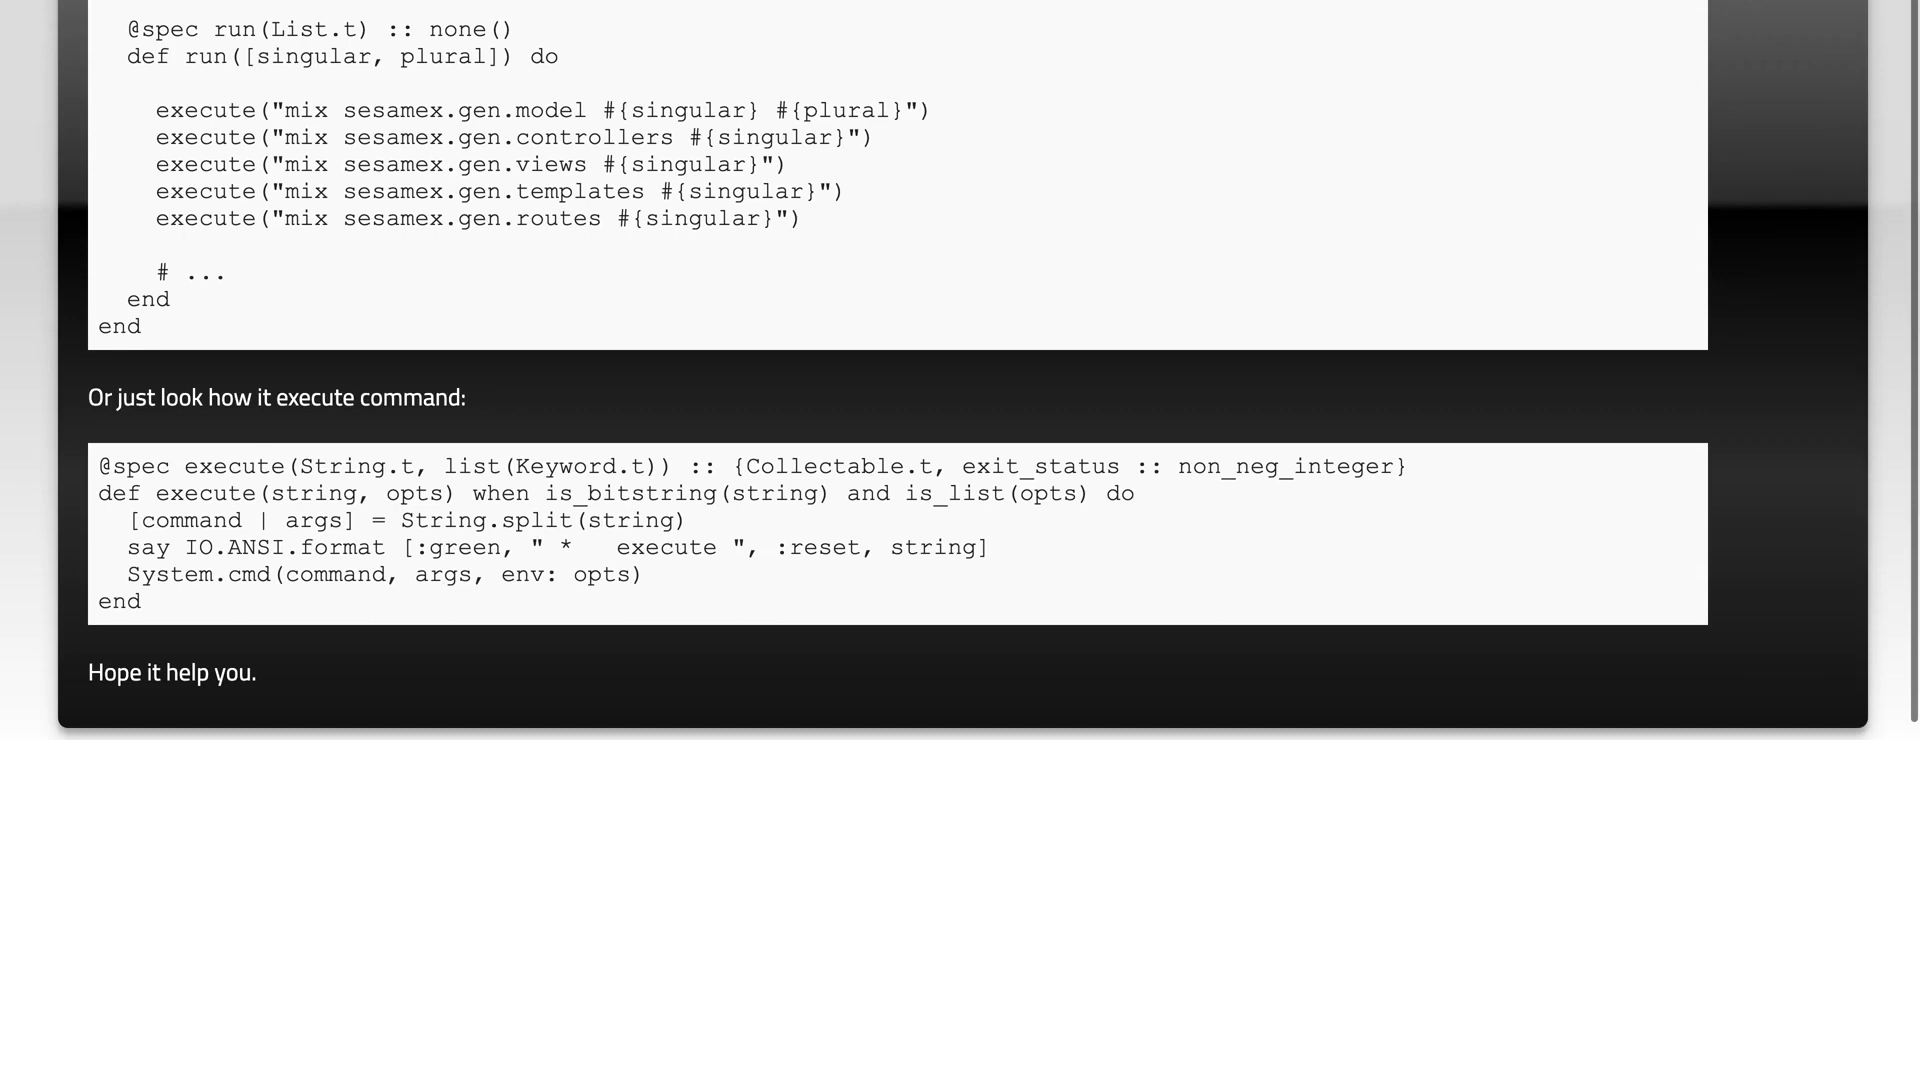 @spec run(List.t) :: none()
def run([singular, plural]) do
execute("mix sesamex.gen.model #{singular} #{plural}")
execute("mix sesamex.gen.controllers #{singular}")
execute("mix sesamex.gen.views #{singular}")
execute("mix sesamex.gen.templates #{singular}")
execute("mix sesamex.gen.routes #{singular}")
# ...
end
end
Or just look how it execute command:
@spec execute(String.t, list(Keyword.t)) :: {Collectable.t, exit_status :: non_neg_integer}
def execute(string, opts) when is_bitstring(string) and is_list(opts) do
[command | args] = String.split(string)
say IO.ANSI.format [:green, " *   execute ", :reset, string]
System.cmd(command, args, env: opts)
end
Hope it help you.